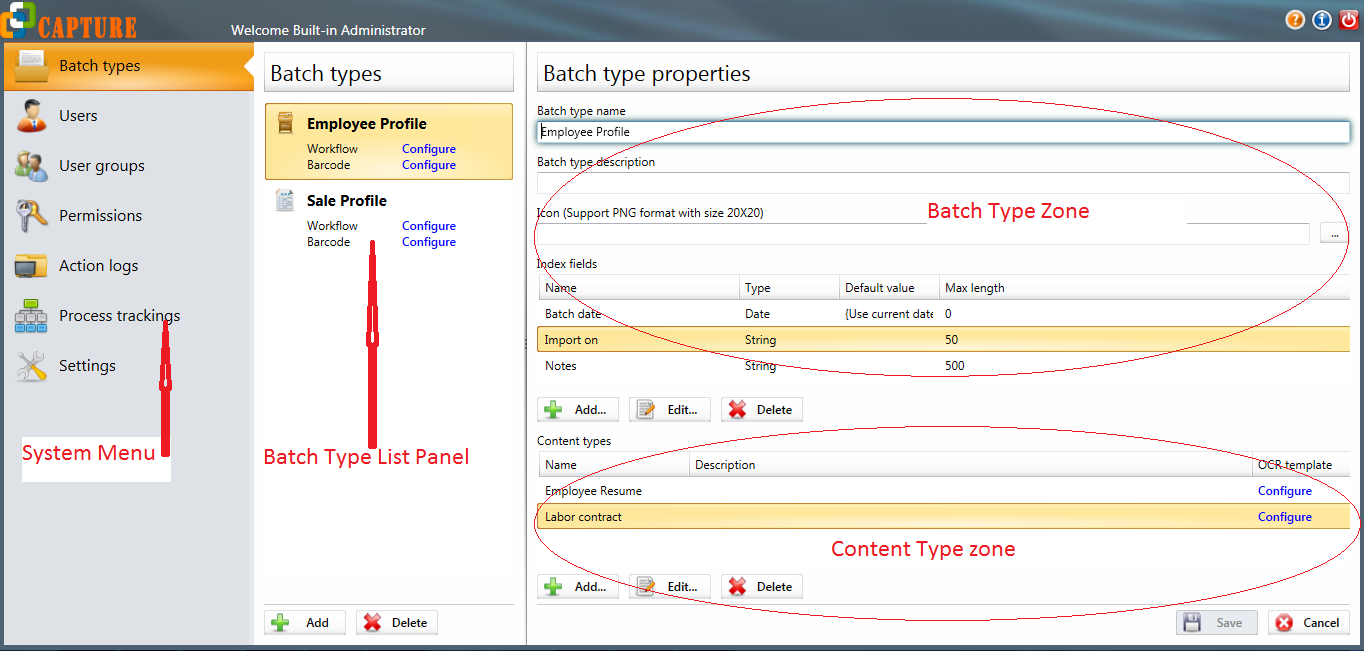 CAPTURE
Welcome Built-in Administrator
Batch types
Users
User groups
Permissions
Action logs
Process trackings
Settings
System Menu
Batch types
Employee Profile
Workflow Configure
Barcode Configure
Sale Profile
Workflow Configure
Barcode Configure
Batch Type List Panel
Add Delete
Batch type properties
Batch type name
Employee Profile
Batch type description
Icon (Support PNG format with size 20X20)
Batch Type Zone
...
Index fields
Name Type Default value Max length
Batch date Date {Use current date 0
Import on String 50
Notes String 500
Add... Edit... Delete
Content types
Name Description OCR template
Employee Resume Configure
Labor contract Configure
Content Type zone
Add... Edit... Delete
Save Cancel